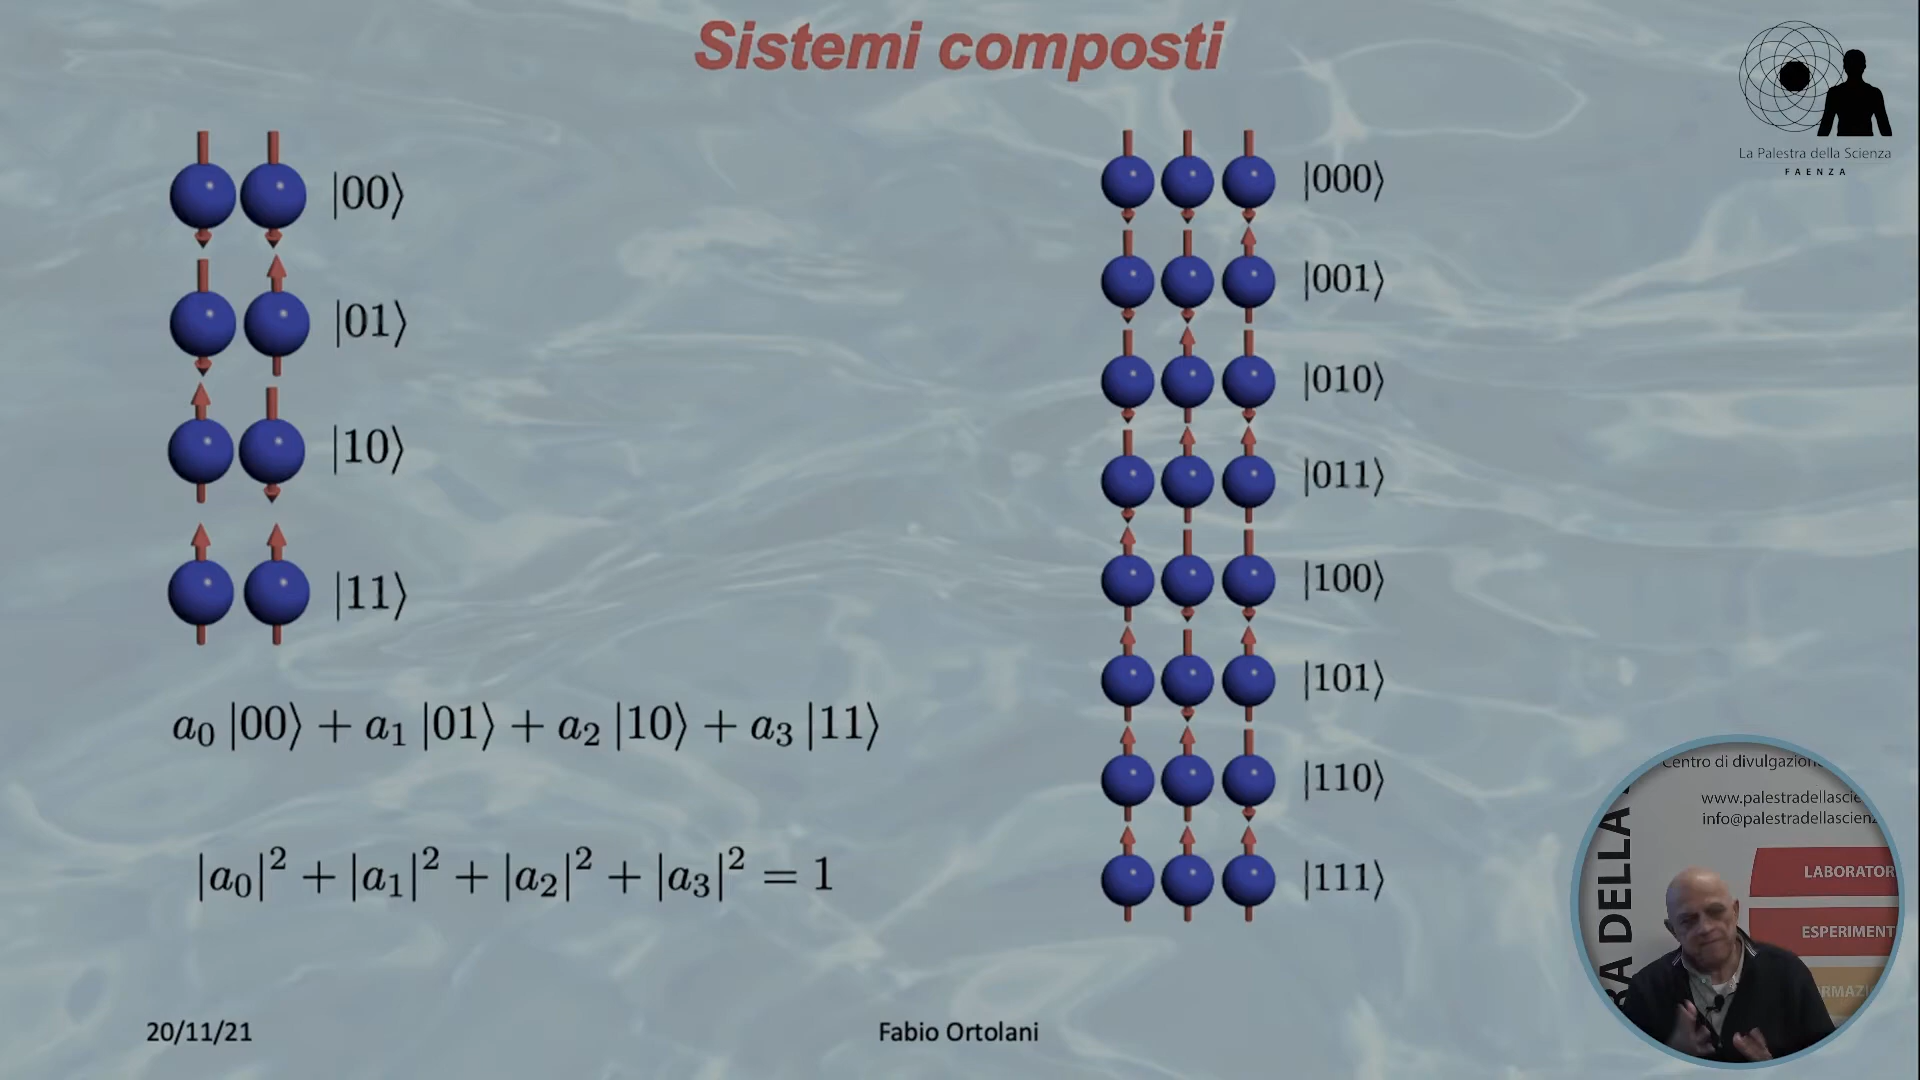 Sistemi composti
La Palestra della Scienza
FAENZA
|00⟩
|01⟩
|10⟩
|11⟩
a₀ |00⟩ + a₁ |01⟩ + a₂ |10⟩ + a₃ |11⟩
|a₀|² + |a₁|² + |a₂|² + |a₃|² = 1
|000⟩
|001⟩
|010⟩
|011⟩
|100⟩
|101⟩
|110⟩
|111⟩
Centro di
www.palestradellascie
info@palestradellascien
DELLA
LABORATOR
ESPERIMENT
RMAZI
20/11/21
Fabio Ortolani